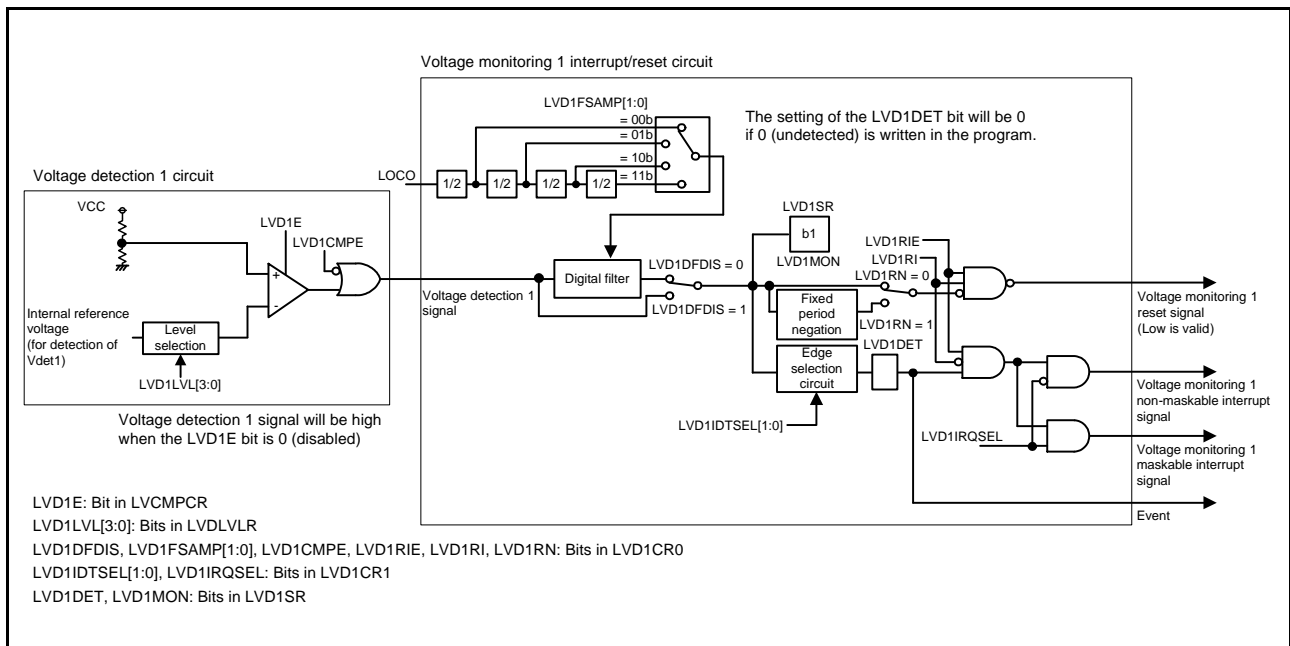 Voltage monitoring 1 interrupt/reset circuit
LVD1FSAMP[1:0]
= 00b
= 01b
= 10b
= 11b
The setting of the LVD1DET bit will be 0
if 0 (undetected) is written in the program.
LOCO
1/2
1/2
1/2
1/2
Voltage detection 1 circuit
VCC
LVD1E
LVD1CMPE
+
-
Internal reference
voltage
(for detection of
Vdet1)
Level
selection
LVD1LVL[3:0]
Voltage detection 1 signal will be high
when the LVD1E bit is 0 (disabled)
Voltage detection 1
signal
Digital filter
LVD1DFDIS = 0
LVD1DFDIS = 1
LVD1SR
b1
LVD1MON
LVD1RIE
LVD1RI
LVD1RN = 0
Fixed
period
negation
LVD1RN = 1
LVD1DET
Edge
selection
circuit
LVD1IDTSEL[1:0]
LVD1IRQSEL
Voltage monitoring 1
reset signal
(Low is valid)
Voltage monitoring 1
non-maskable interrupt
signal
Voltage monitoring 1
maskable interrupt
signal
Event
LVD1E: Bit in LVCMPCR
LVD1LVL[3:0]: Bits in LVDLVLR
LVD1DFDIS, LVD1FSAMP[1:0], LVD1CMPE, LVD1RIE, LVD1RI, LVD1RN: Bits in LVD1CR0
LVD1IDTSEL[1:0], LVD1IRQSEL: Bits in LVD1CR1
LVD1DET, LVD1MON: Bits in LVD1SR